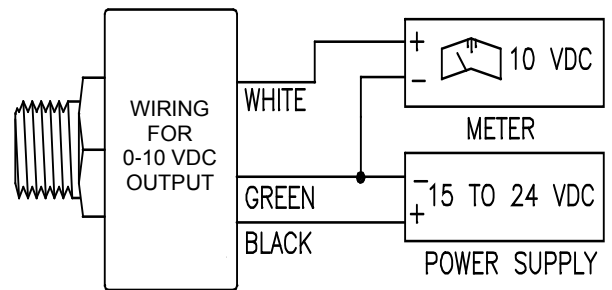 WIRING
FOR
0-10 VDC
OUTPUT
WHITE
GREEN
BLACK
+
−
10 VDC
METER
−
+
15 TO 24 VDC
POWER SUPPLY